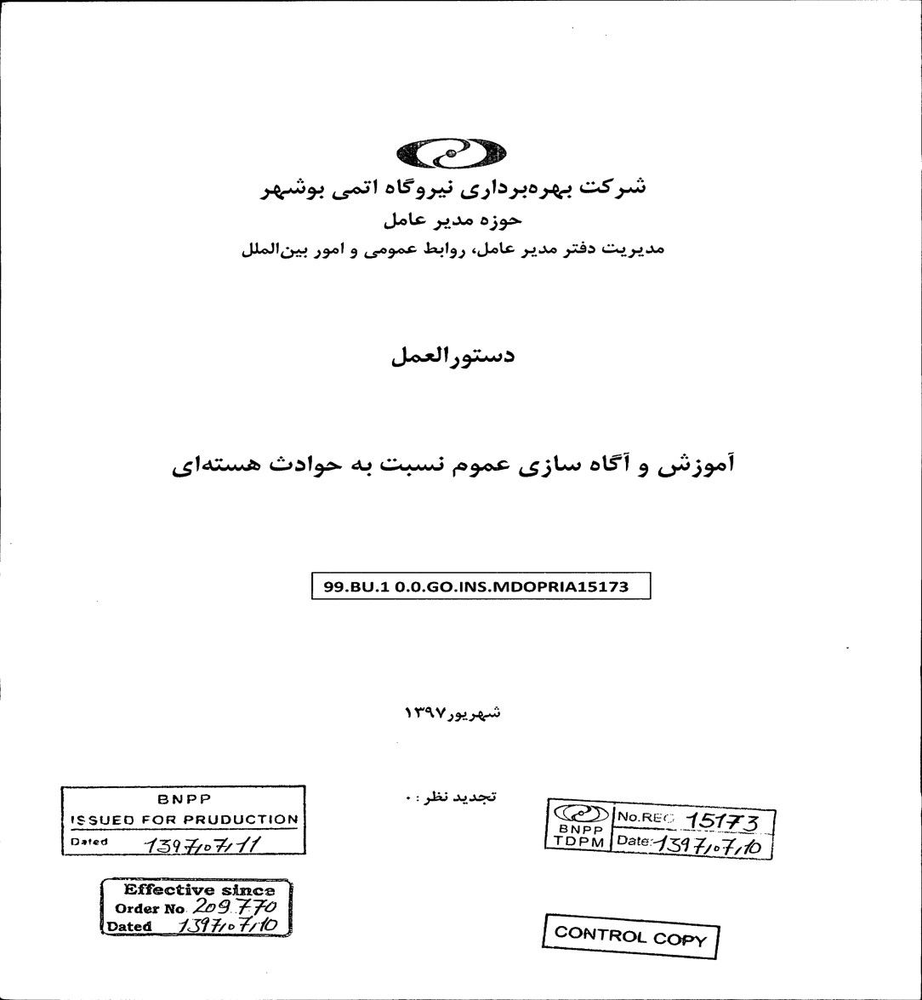 شرکت بهره‌برداری نیروگاه اتمی بوشهر
حوزه مدیر عامل
مدیریت دفتر مدیر عامل، روابط عمومی و امور بین‌الملل
دستورالعمل
آموزش و آگاه سازی عموم نسبت به حوادث هسته‌ای
99.BU.1 0.0.GO.INS.MDOPRIA15173
شهریور۱۳۹۷
تجدید نظر : ۰
BNPP
ISSUED FOR PRUDUCTION
Dated 1397/07/11
BNPP
TDPM
No.REG 15173
Date: 1397/07/10
Effective since
Order No. 209770
Dated 1397/07/10
CONTROL COPY